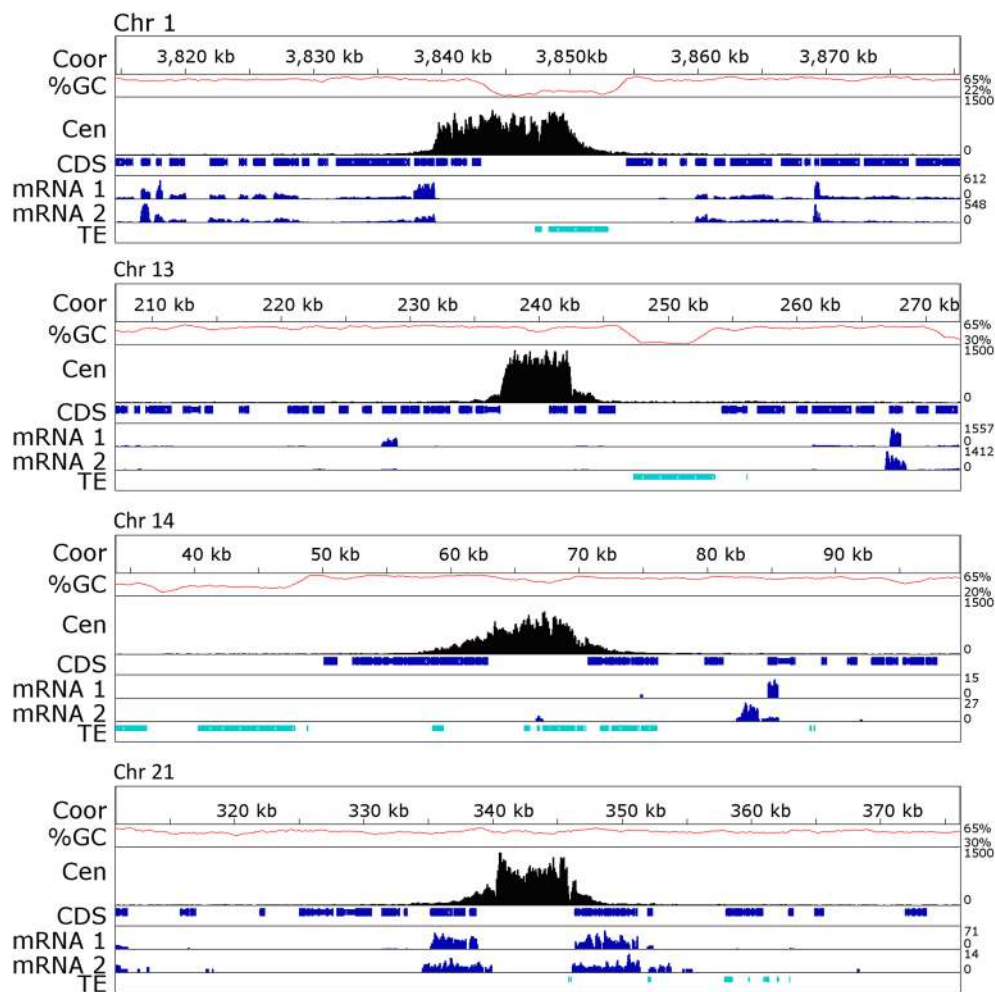 Chr 1
Coor 3,820 kb 3,830 kb 3,840 kb 3,850 kb 3,860 kb 3,870 kb
%GC 65% 22%
Cen 1500 0
CDS
mRNA 1 612 0
mRNA 2 548 0
TE
Chr 13
Coor 210 kb 220 kb 230 kb 240 kb 250 kb 260 kb 270 kb
%GC 65% 30%
Cen 1500 0
CDS
mRNA 1 1557 0
mRNA 2 1412 0
TE
Chr 14
Coor 40 kb 50 kb 60 kb 70 kb 80 kb 90 kb
%GC 65% 20%
Cen 1500 0
CDS
mRNA 1 15 0
mRNA 2 27 0
TE
Chr 21
Coor 320 kb 330 kb 340 kb 350 kb 360 kb 370 kb
%GC 65% 30%
Cen 1500 0
CDS
mRNA 1 71 0
mRNA 2 14 0
TE